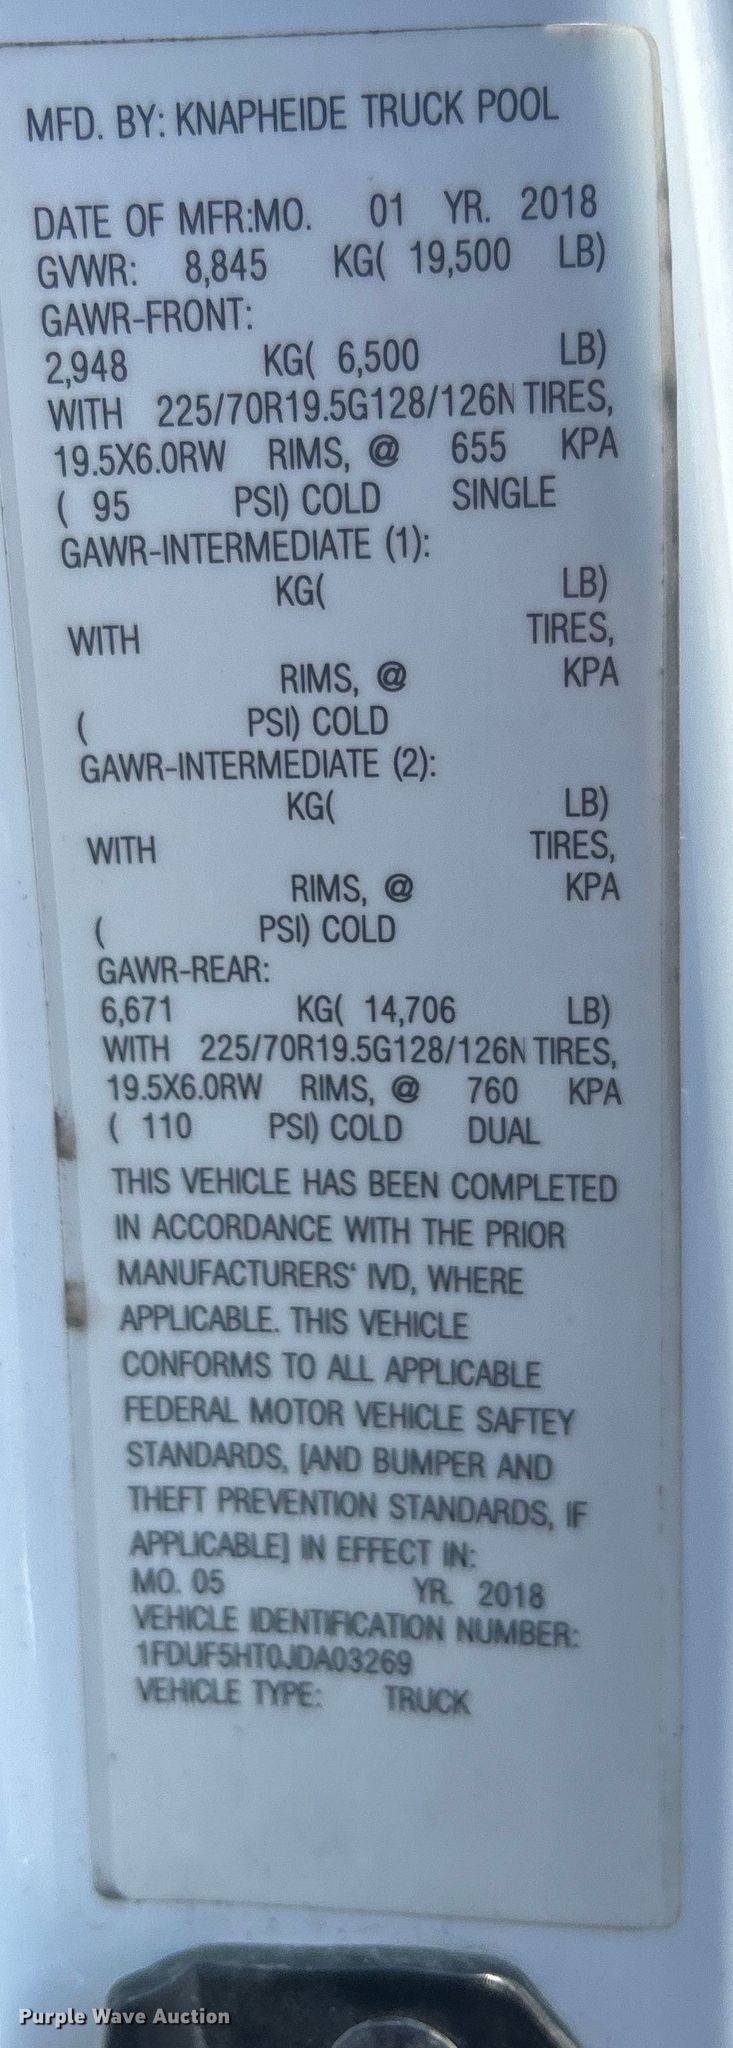 MFD. BY: KNAPHEIDE TRUCK POOL
DATE OF MFR:MO. 01 YR. 2018
GVWR: 8,845 KG( 19,500 LB)
GAWR-FRONT:
2,948 KG( 6,500 LB)
WITH 225/70R19.5G128/126N TIRES,
19.5X6.0RW RIMS, @ 655 KPA
( 95 PSI) COLD SINGLE
GAWR-INTERMEDIATE (1):
KG( LB)
WITH TIRES,
RIMS, @ KPA
( PSI) COLD
GAWR-INTERMEDIATE (2):
KG( LB)
WITH TIRES,
RIMS, @ KPA
( PSI) COLD
GAWR-REAR:
6,671 KG( 14,706 LB)
WITH 225/70R19.5G128/126N TIRES,
19.5X6.0RW RIMS, @ 760 KPA
( 110 PSI) COLD DUAL
THIS VEHICLE HAS BEEN COMPLETED
IN ACCORDANCE WITH THE PRIOR
MANUFACTURERS' IVD, WHERE
APPLICABLE. THIS VEHICLE
CONFORMS TO ALL APPLICABLE
FEDERAL MOTOR VEHICLE SAFTEY
STANDARDS, [AND BUMPER AND
THEFT PREVENTION STANDARDS, IF
APPLICABLE] IN EFFECT IN:
MO. 05 YR. 2018
VEHICLE IDENTIFICATION NUMBER:
1FDUF5HT0JDA03269
VEHICLE TYPE: TRUCK
Purple Wave Auction